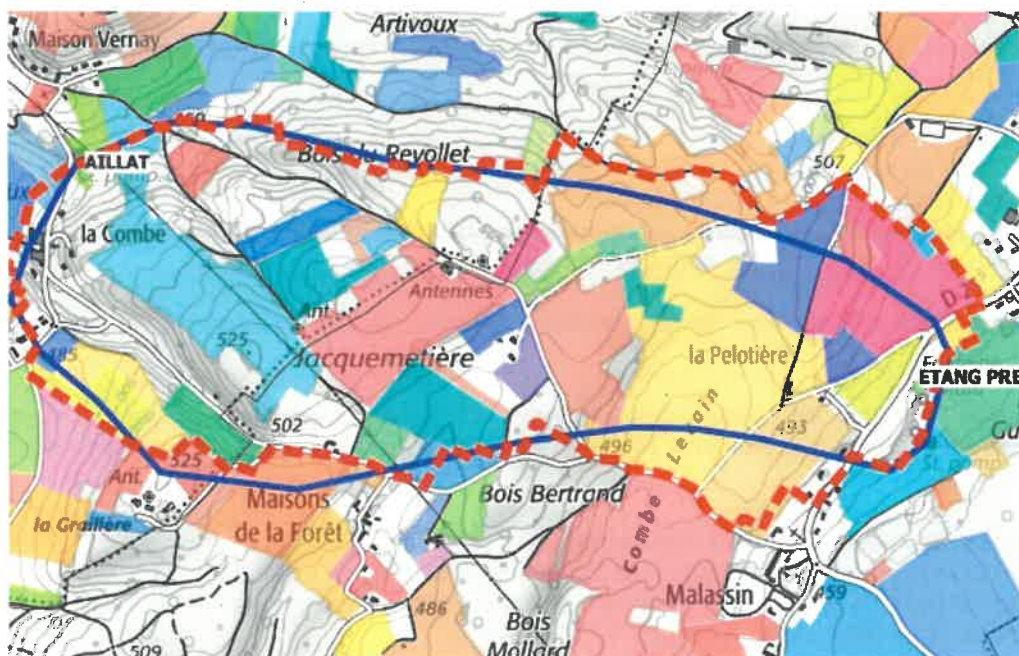 Artivoux
Maison Vernay
Bois du Revollet
507
AILLAT
la Combe
Antennes
Ant.
525
Jacquemetière
la Pelotière
ÉTANG PRE
485
502
496
493
Combe Levain
525
Ant.
Maisons
de la Forêt
Bois Bertrand
la Graillère
Malassin
459
486
Bois
Mollard
509